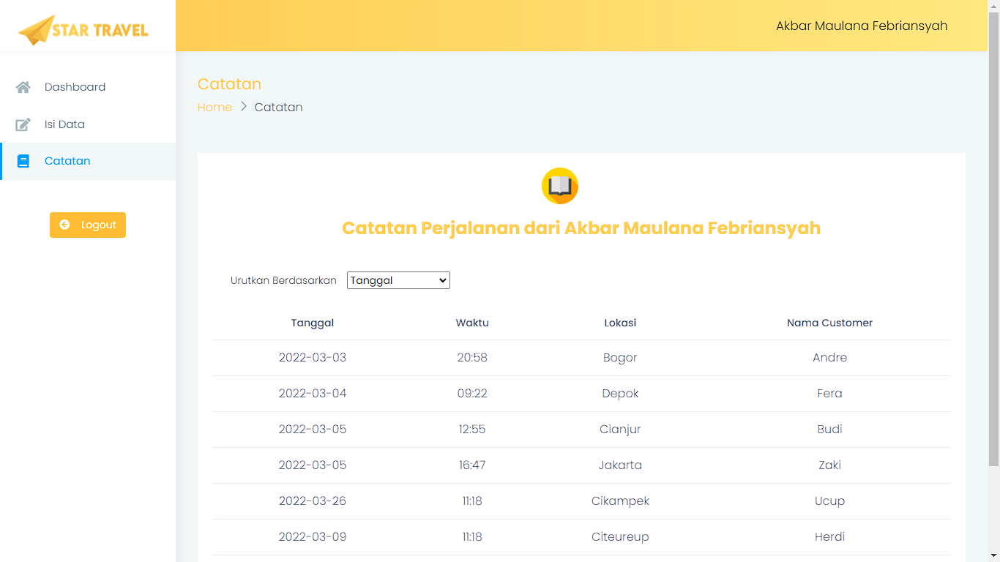 STAR TRAVEL
Akbar Maulana Febriansyah
Dashboard
Isi Data
Catatan
Logout
Catatan
Home > Catatan
Catatan Perjalanan dari Akbar Maulana Febriansyah
Urutkan Berdasarkan Tanggal
Tanggal Waktu Lokasi Nama Customer
2022-03-03 20:58 Bogor Andre
2022-03-04 09:22 Depok Fera
2022-03-05 12:55 Cianjur Budi
2022-03-05 16:47 Jakarta Zaki
2022-03-26 11:18 Cikampek Ucup
2022-03-09 11:18 Citeureup Herdi